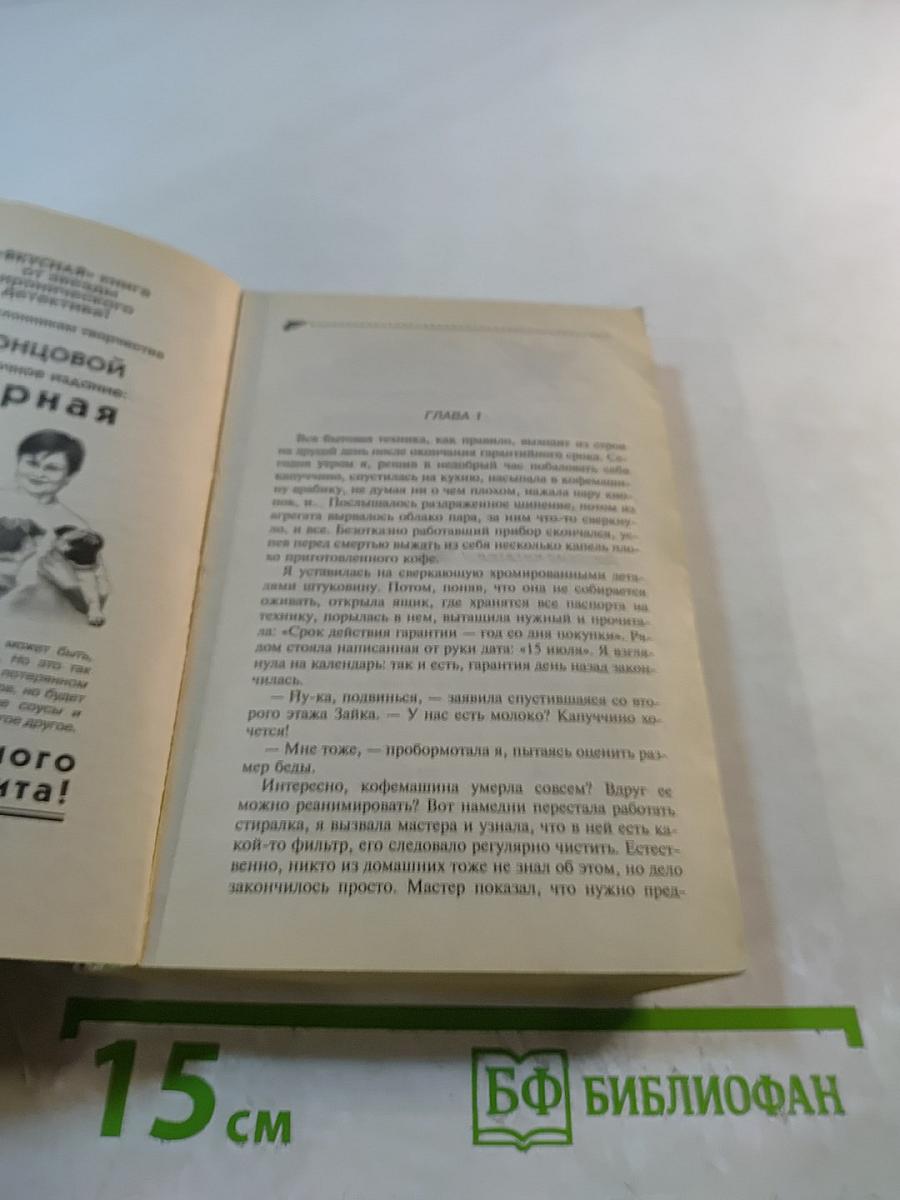 «ВКУСНАЯ» книга
от звезды
иронического
детектива!
клонникам творчества
ОНЦОВОЙ
чное издание:
рная
может быть,
. Но это так
потерянном
ое, но будет
е соусы и
гое другое.
ного
ита!
ГЛАВА 1
Вся бытовая техника, как правило, выходит из строя
на другой день после окончания гарантийного срока. Се-
годня утром я, решив в недобрый час побаловать себя
капуччино, спустилась на кухню, насыпала в кофемаши-
ну арабику, не думая ни о чем плохом, нажала пару кно-
пок, и... Послышалось раздраженное шипение, потом из
агрегата вырвалось облако пара, за ним что-то сверкну-
ло, и все. Безотказно работавший прибор скончался, ус-
пев перед смертью выжать из себя несколько капель пло-
хо приготовленного кофе.
Я уставилась на сверкающую хромированными дета-
лями штуковину. Потом, поняв, что она не собирается
оживать, открыла ящик, где хранятся все паспорта на
технику, порылась в нем, вытащила нужный и прочита-
ла: «Срок действия гарантии — год со дня покупки». Ря-
дом стояла написанная от руки дата: «15 июля». Я взгля-
нула на календарь: так и есть, гарантия день назад закон-
чилась.
— Ну-ка, подвинься, — заявила спустившаяся со вто-
рого этажа Зайка. — У нас есть молоко? Капуччино хо-
чется!
— Мне тоже, — пробормотала я, пытаясь оценить раз-
мер беды.
Интересно, кофемашина умерла совсем? Вдруг ее
можно реанимировать? Вот намедни перестала работать
стиралка, я вызвала мастера и узнала, что в ней есть ка-
кой-то фильтр, его следовало регулярно чистить. Естест-
венно, никто из домашних тоже не знал об этом, но дело
закончилось просто. Мастер показал, что нужно пред-
15 см
БФ БИБЛИОФАН